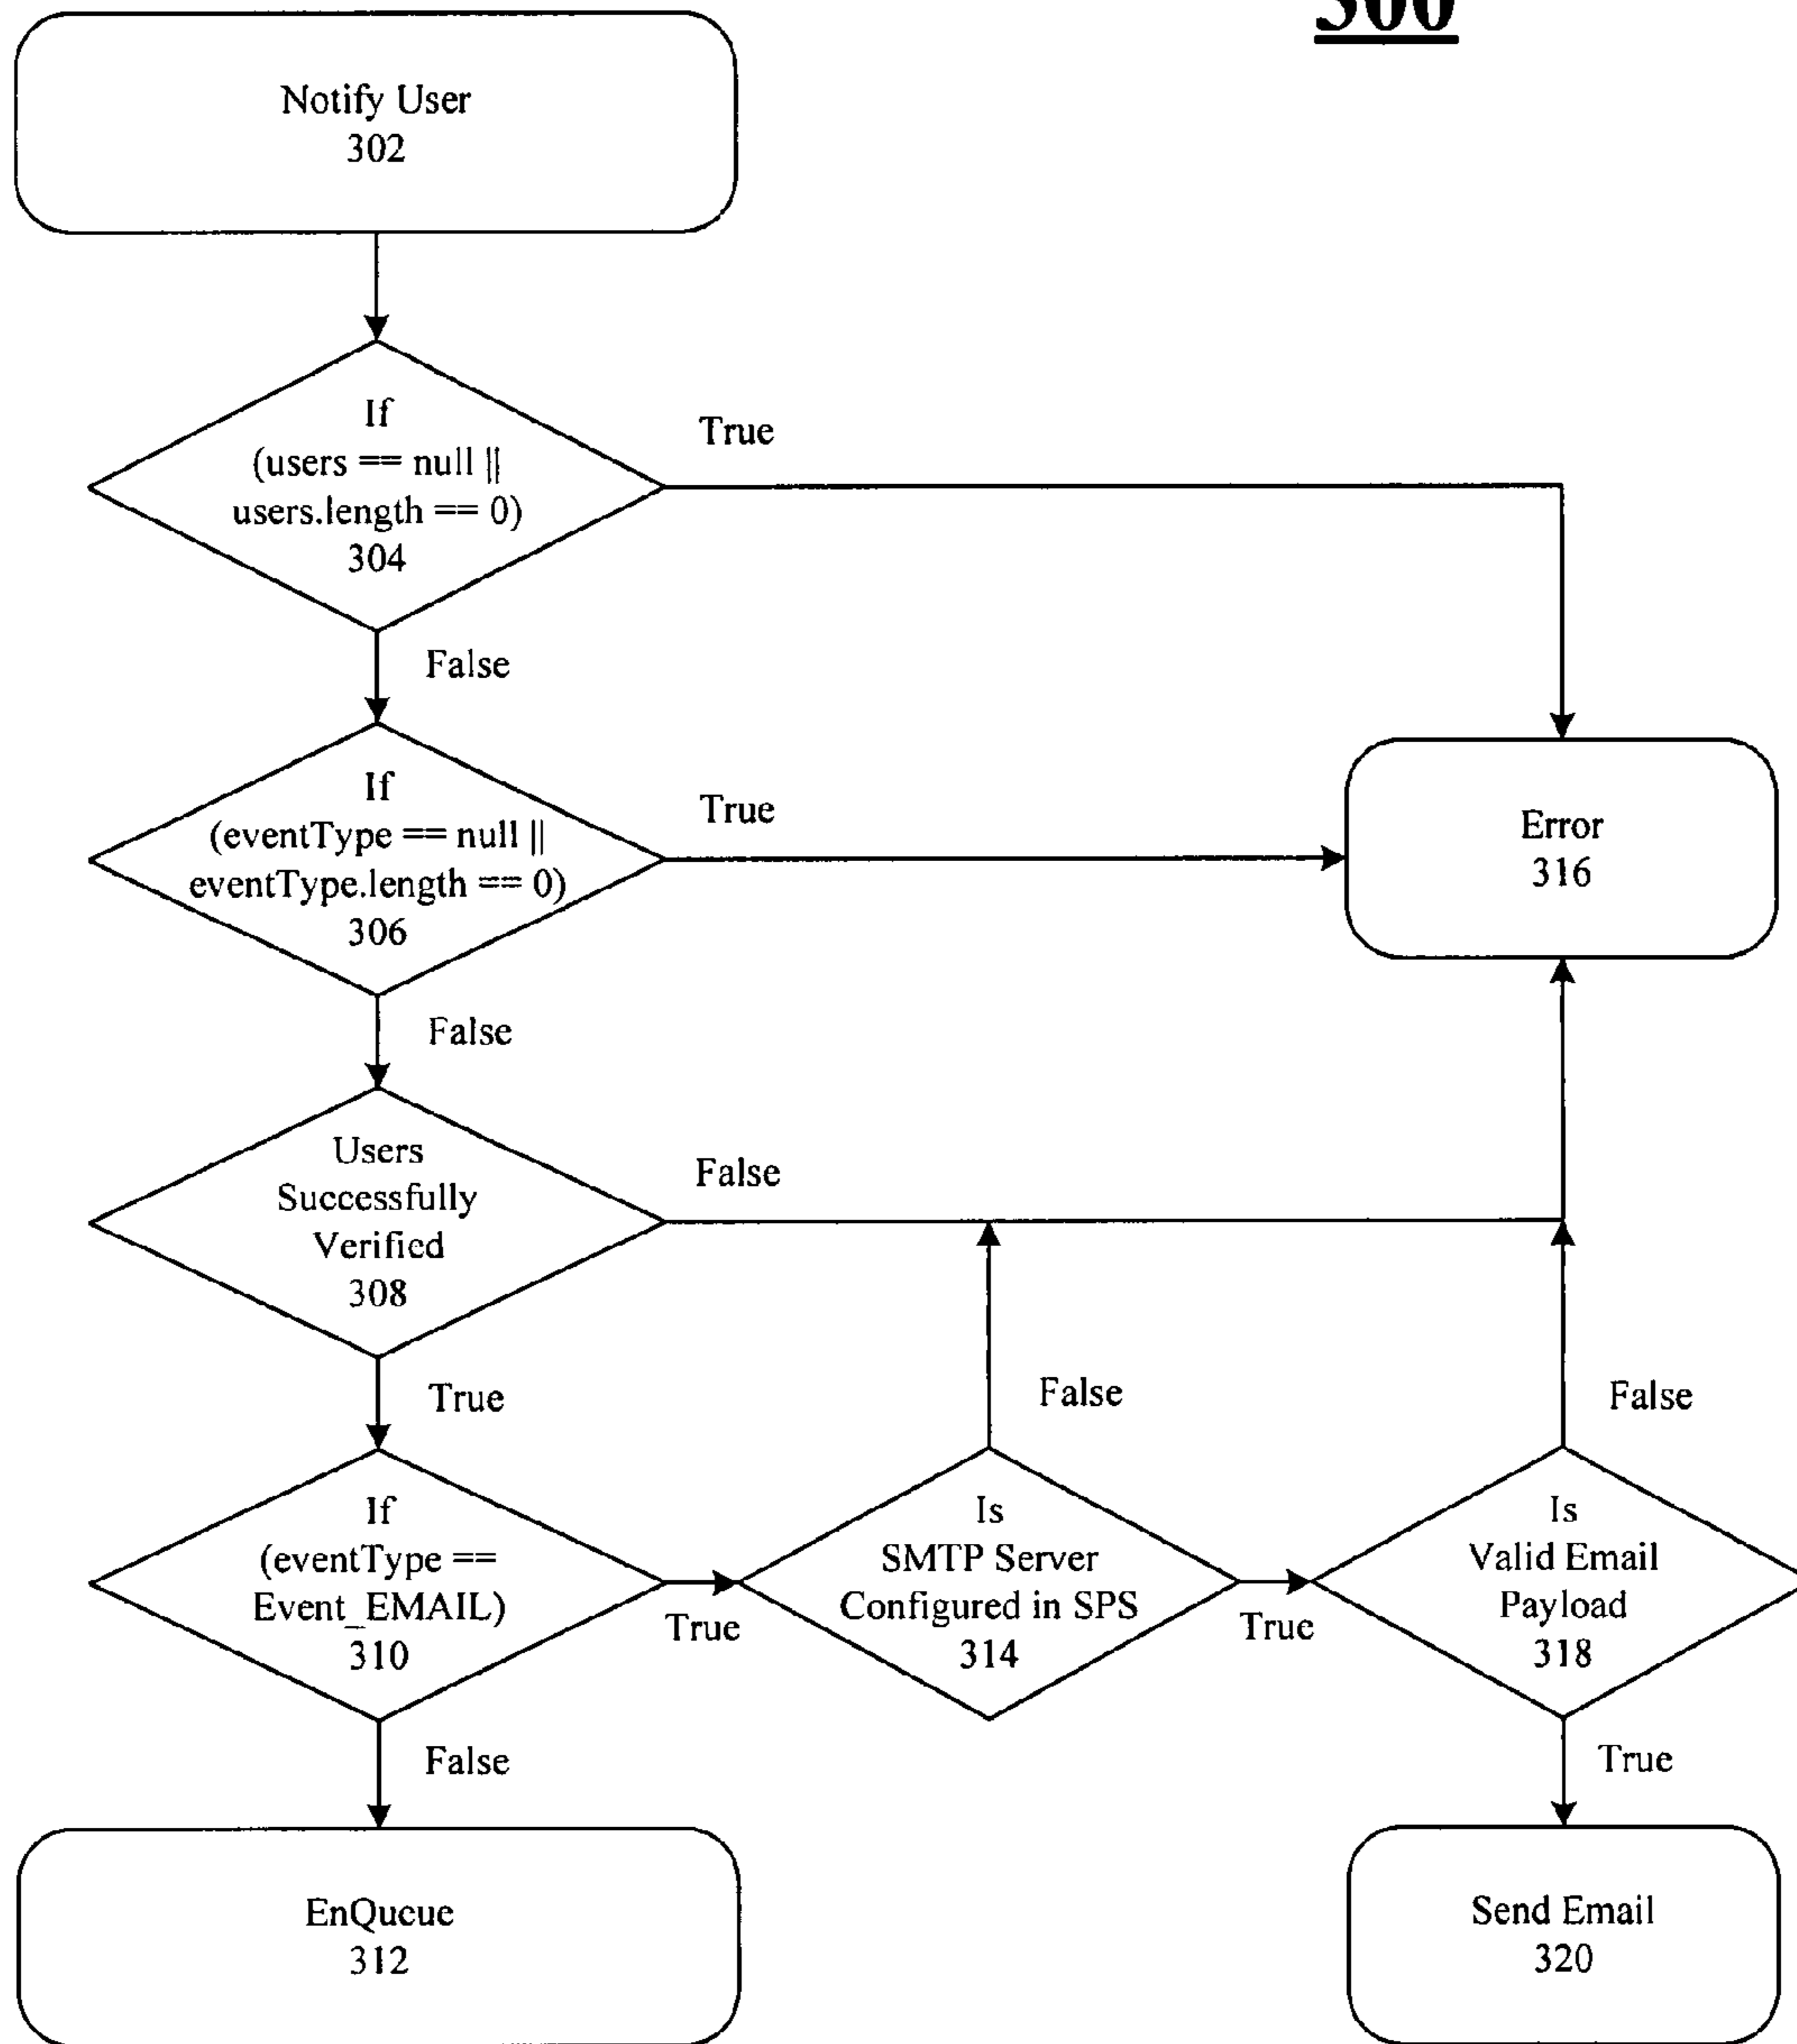 300
Notify User
302
If
(users == null ||
users.length == 0)
304
True
False
If
(eventType == null ||
eventType.length == 0)
306
True
Error
316
False
Users
Successfully
Verified
308
False
True
False
False
If
(eventType ==
Event_EMAIL)
310
True
Is
SMTP Server
Configured in SPS
314
True
Is
Valid Email
Payload
318
False
True
EnQueue
312
Send Email
320